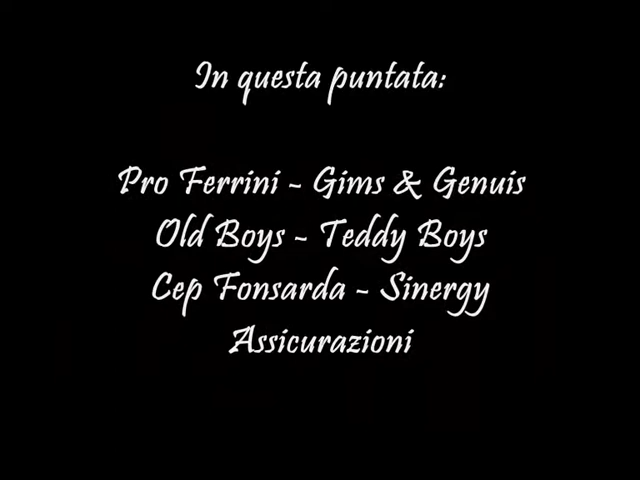 In questa puntata:
Pro Ferrini - Gims & Genuis
Old Boys - Teddy Boys
Cep Fonsarda - Sinergy
Assicurazioni